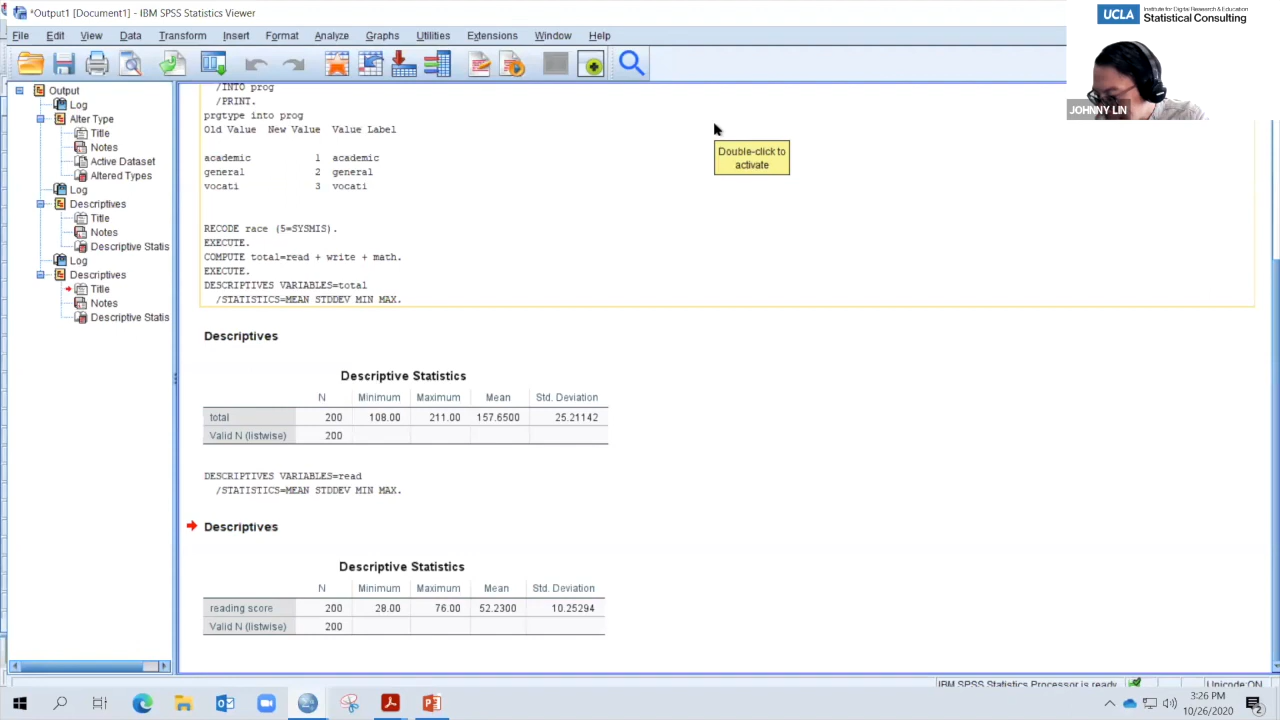 *Output1 [Document1] - IBM SPSS Statistics Viewer
UCLA Institute for Digital Research & Education
Statistical Consulting
File Edit View Data Transform Insert Format Analyze Graphs Utilities Extensions Window Help
JOHNNY LIN
Output
Log
Alter Type
Title
Notes
Active Dataset
Altered Types
Log
Descriptives
Title
Notes
Descriptive Statis
Log
Descriptives
Title
Notes
Descriptive Statis
/INTO prog
/PRINT.
prgtype into prog
Old Value New Value Value Label
academic 1 academic
general 2 general
vocati 3 vocati
Double-click to
activate
RECODE race (5=SYSMIS).
EXECUTE.
COMPUTE total=read + write + math.
EXECUTE.
DESCRIPTIVES VARIABLES=total
/STATISTICS=MEAN STDDEV MIN MAX.
Descriptives
Descriptive Statistics
N Minimum Maximum Mean Std. Deviation
total 200 108.00 211.00 157.6500 25.21142
Valid N (listwise) 200
DESCRIPTIVES VARIABLES=read
/STATISTICS=MEAN STDDEV MIN MAX.
Descriptives
Descriptive Statistics
N Minimum Maximum Mean Std. Deviation
reading score 200 28.00 76.00 52.2300 10.25294
Valid N (listwise) 200
IBM SPSS Statistics Processor is ready Unicode:ON
3:26 PM
10/26/2020
2